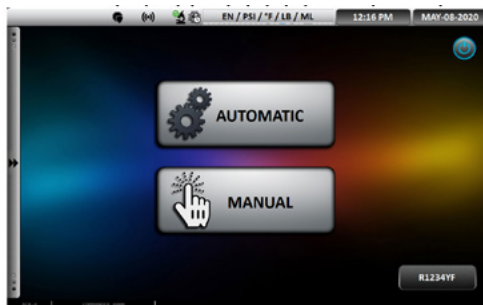 EN / PSI / °F / LB / ML 12:16 PM MAY-08-2020
AUTOMATIC
MANUAL
R1234YF